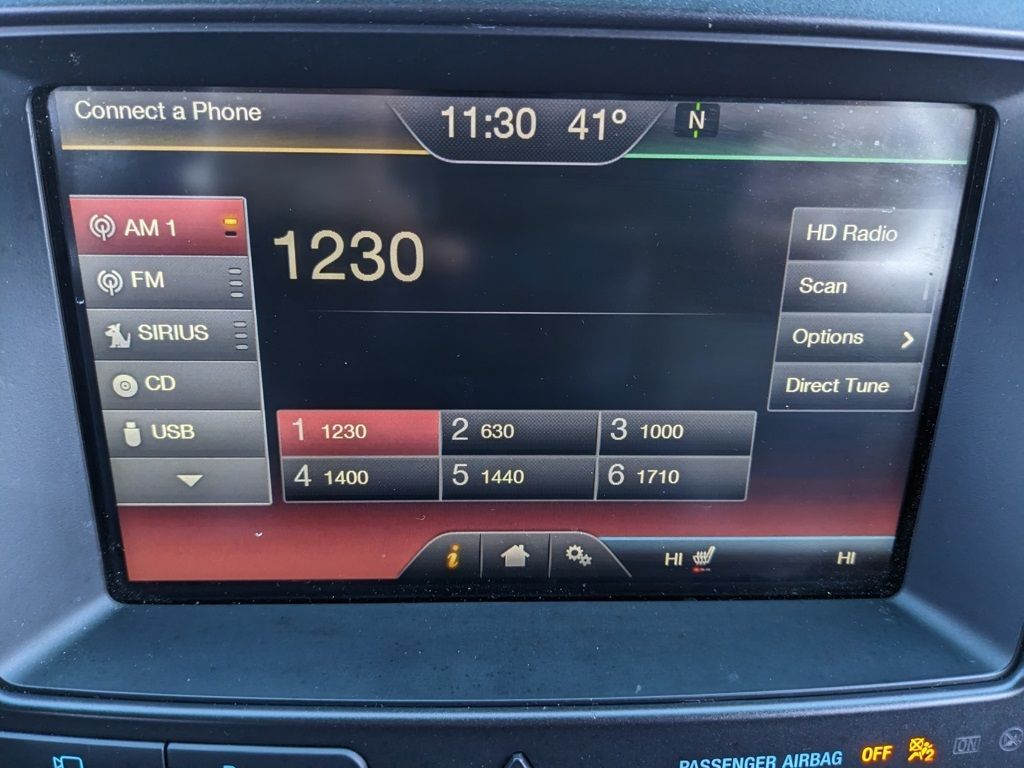 Connect a Phone
11:30 41° N
AM 1
FM
SIRIUS
CD
USB
1230
HD Radio
Scan
Options
Direct Tune
1 1230 2 630 3 1000
4 1400 5 1440 6 1710
i HI HI
PASSENGER AIRBAG OFF 2 ON